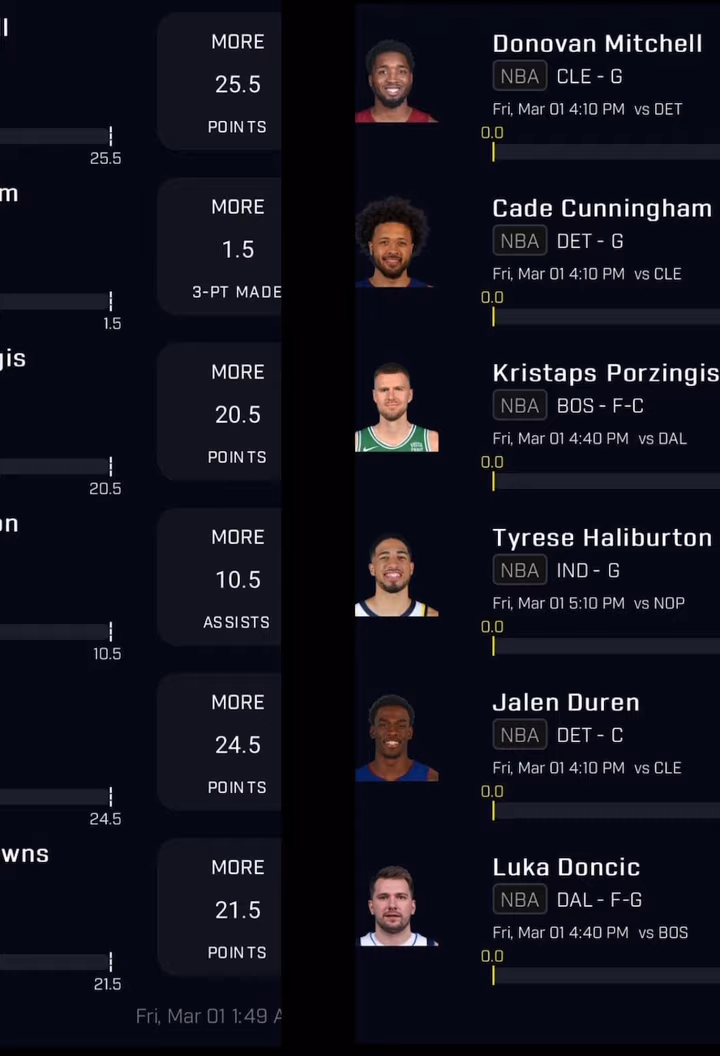 ll
MORE
25.5
POINTS
25.5
m
MORE
1.5
3-PT MADE
1.5
gis
MORE
20.5
POINTS
20.5
on
MORE
10.5
ASSISTS
10.5
MORE
24.5
POINTS
24.5
wns
MORE
21.5
POINTS
21.5
Fri, Mar 01 1:49 A
Donovan Mitchell
NBA CLE - G
Fri, Mar 01 4:10 PM vs DET
0.0
Cade Cunningham
NBA DET - G
Fri, Mar 01 4:10 PM vs CLE
0.0
Kristaps Porzingis
NBA BOS - F-C
Fri, Mar 01 4:40 PM vs DAL
0.0
Tyrese Haliburton
NBA IND - G
Fri, Mar 01 5:10 PM vs NOP
0.0
Jalen Duren
NBA DET - C
Fri, Mar 01 4:10 PM vs CLE
0.0
Luka Doncic
NBA DAL - F-G
Fri, Mar 01 4:40 PM vs BOS
0.0